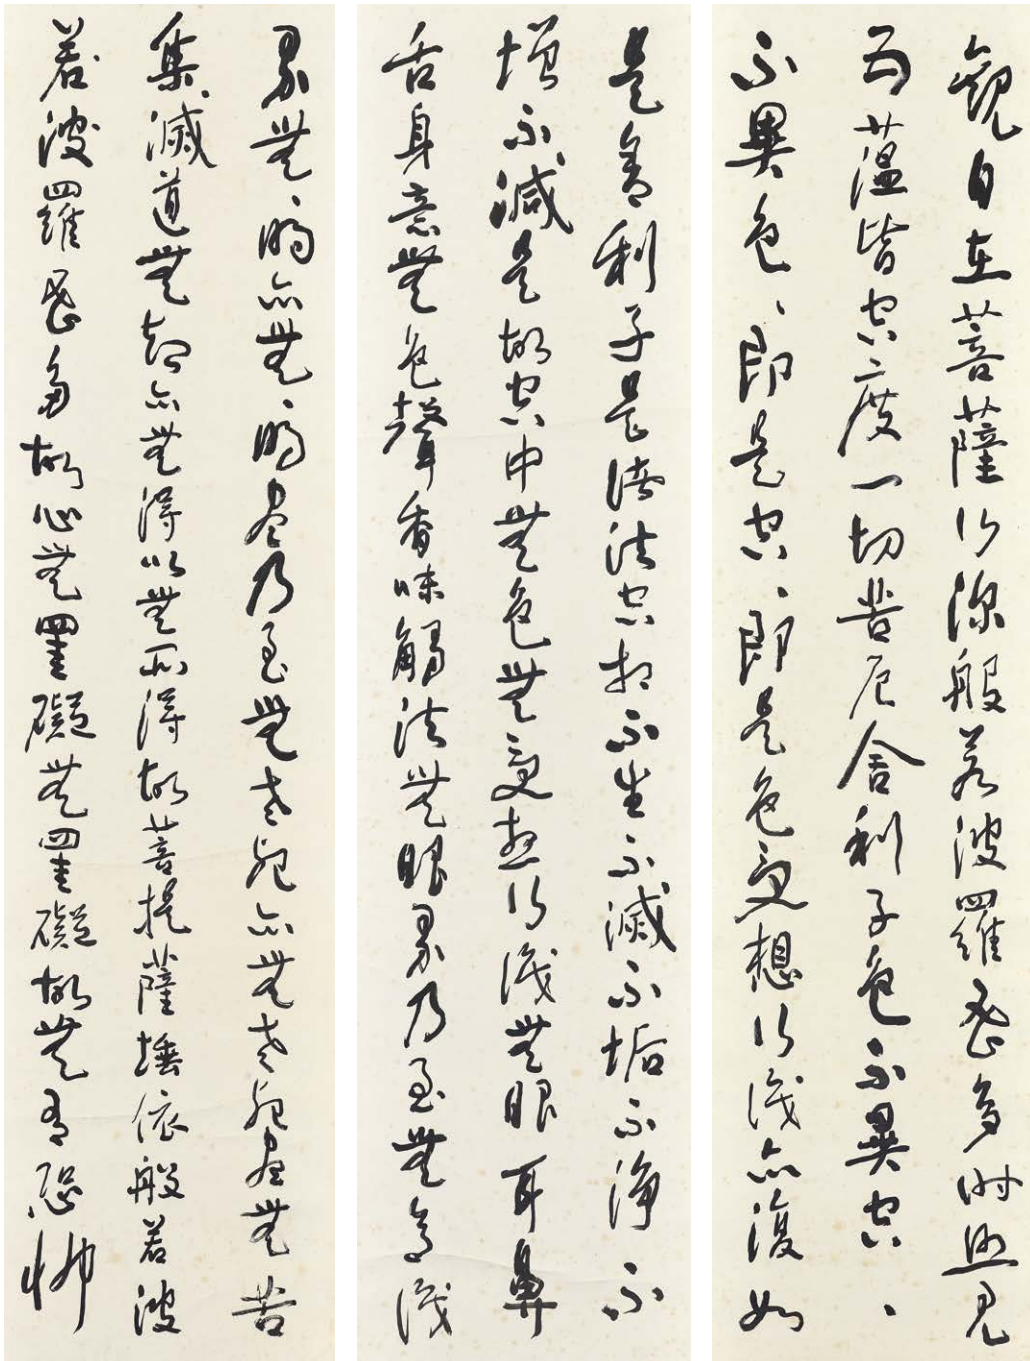 觀自在菩薩行深般若波羅蜜多時照見
五蘊皆空度一切苦厄舍利子色不異空、
不異色、即是空、即是色受想行識亦復如
是舍利子是諸法空相不生不滅不垢不淨不
增不減是故空中無色無受想行識無眼耳鼻
舌身意無色聲香味觸法無眼界乃至無意識
界無、明亦無、明盡乃至無老死亦無老死盡無苦
集滅道無智亦無得以無所得故菩提薩埵依般若波
若波羅蜜多故心無罣礙無罣礙故無有恐怖